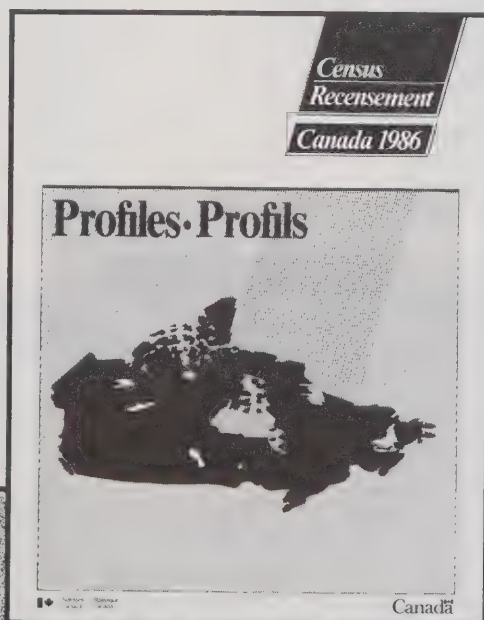 Census
Recensement
Canada 1986
Profiles • Profils
Canada